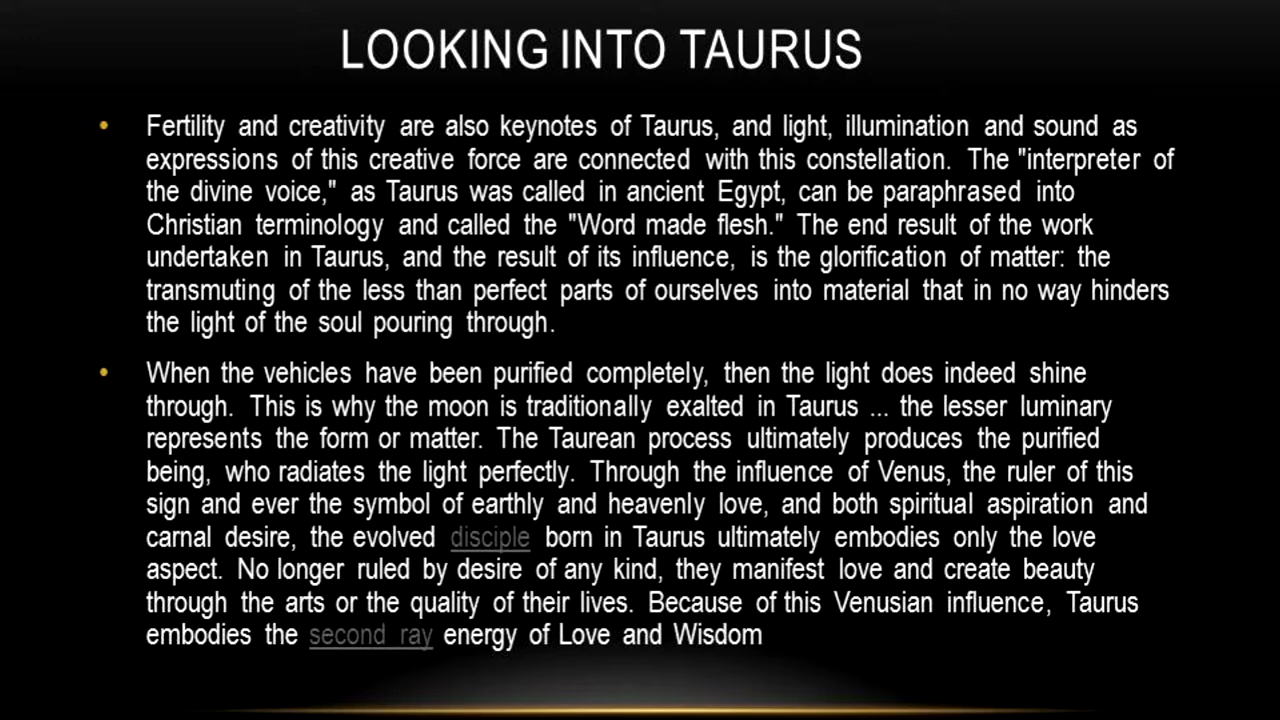 LOOKING INTO TAURUS
• Fertility and creativity are also keynotes of Taurus, and light, illumination and sound as
expressions of this creative force are connected with this constellation. The "interpreter of
the divine voice," as Taurus was called in ancient Egypt, can be paraphrased into
Christian terminology and called the "Word made flesh." The end result of the work
undertaken in Taurus, and the result of its influence, is the glorification of matter: the
transmuting of the less than perfect parts of ourselves into material that in no way hinders
the light of the soul pouring through.
• When the vehicles have been purified completely, then the light does indeed shine
through. This is why the moon is traditionally exalted in Taurus ... the lesser luminary
represents the form or matter. The Taurean process ultimately produces the purified
being, who radiates the light perfectly. Through the influence of Venus, the ruler of this
sign and ever the symbol of earthly and heavenly love, and both spiritual aspiration and
carnal desire, the evolved disciple born in Taurus ultimately embodies only the love
aspect. No longer ruled by desire of any kind, they manifest love and create beauty
through the arts or the quality of their lives. Because of this Venusian influence, Taurus
embodies the second ray energy of Love and Wisdom